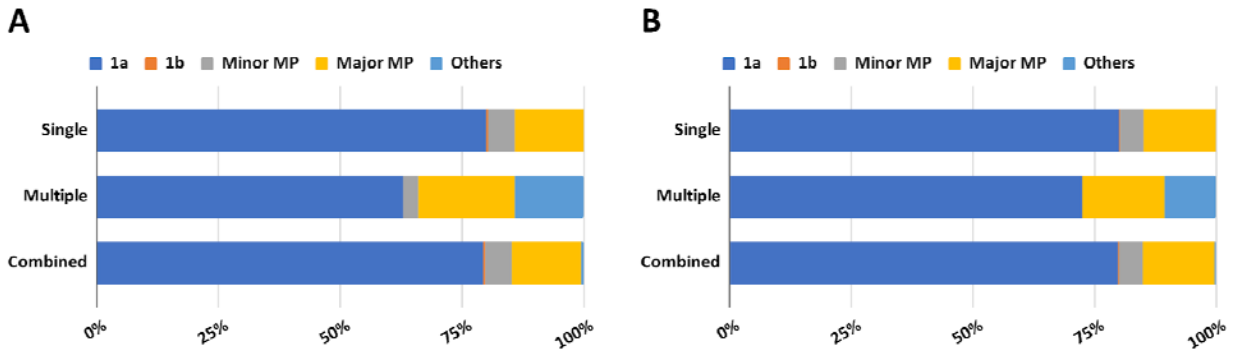 A
1a 1b Minor MP Major MP Others
Single
Multiple
Combined
0% 25% 50% 75% 100%
B
1a 1b Minor MP Major MP Others
Single
Multiple
Combined
0% 25% 50% 75% 100%